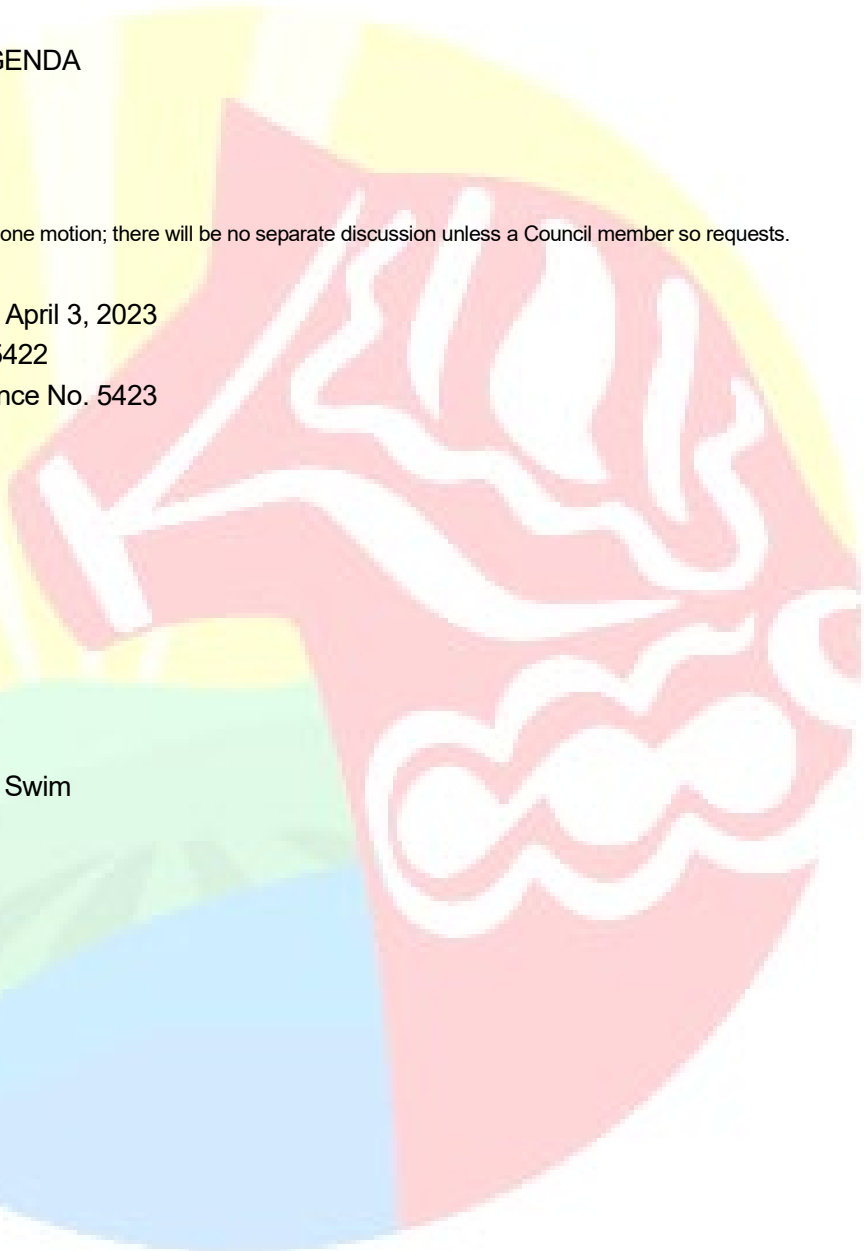 GENDA
one motion; there will be no separate discussion unless a Council member so requests.
April 3, 2023
5422
nce No. 5423
Swim